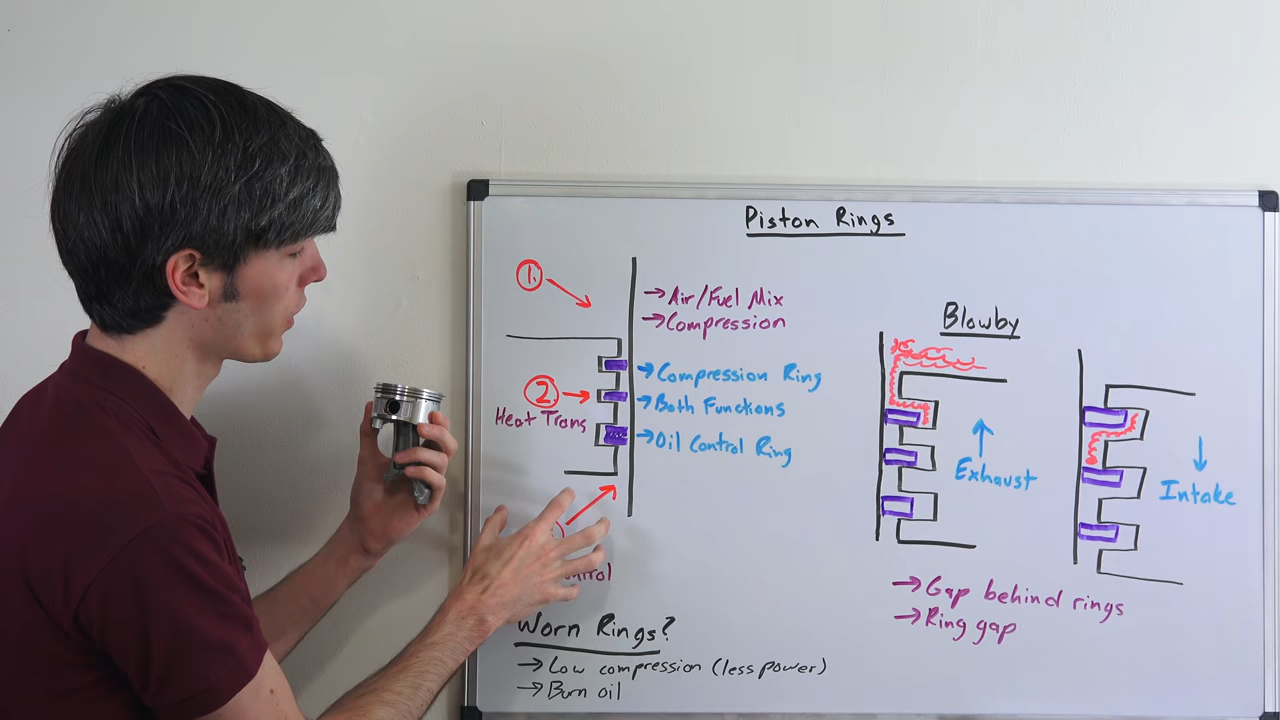 Piston Rings
1.
→Air/Fuel Mix
→Compression
2
Heat Trans
→Compression Ring
→Both Functions
→Oil Control Ring
Worn Rings?
→Low compression (less power)
→Burn oil
Blowby
Exhaust
Intake
→Gap behind rings
→Ring gap